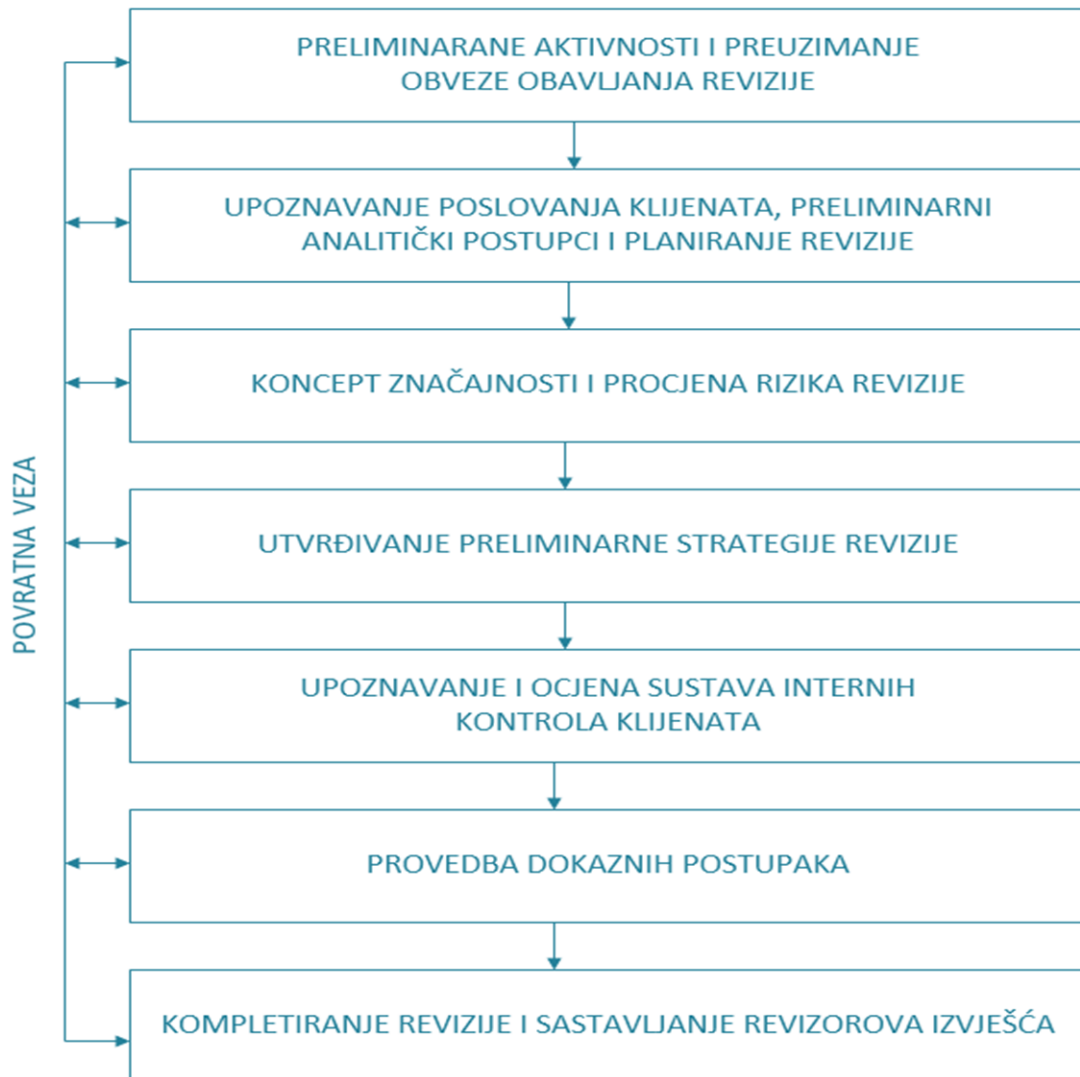 PRELIMINARANE AKTIVNOSTI I PREUZIMANJE
OBVEZE OBAVLJANJA REVIZIJE
UPOZNAVANJE POSLOVANJA KLIJENATA, PRELIMINARNI
ANALITIČKI POSTUPCI I PLANIRANJE REVIZIJE
KONCEPT ZNAČAJNOSTI I PROCJENA RIZIKA REVIZIJE
UTVRĐIVANJE PRELIMINARNE STRATEGIJE REVIZIJE
UPOZNAVANJE I OCJENA SUSTAVA INTERNIH
KONTROLA KLIJENATA
PROVEDBA DOKAZNIH POSTUPAKA
KOMPLETIRANJE REVIZIJE I SASTAVLJANJE REVIZOROVA IZVJEŠĆA
POVRATNA VEZA